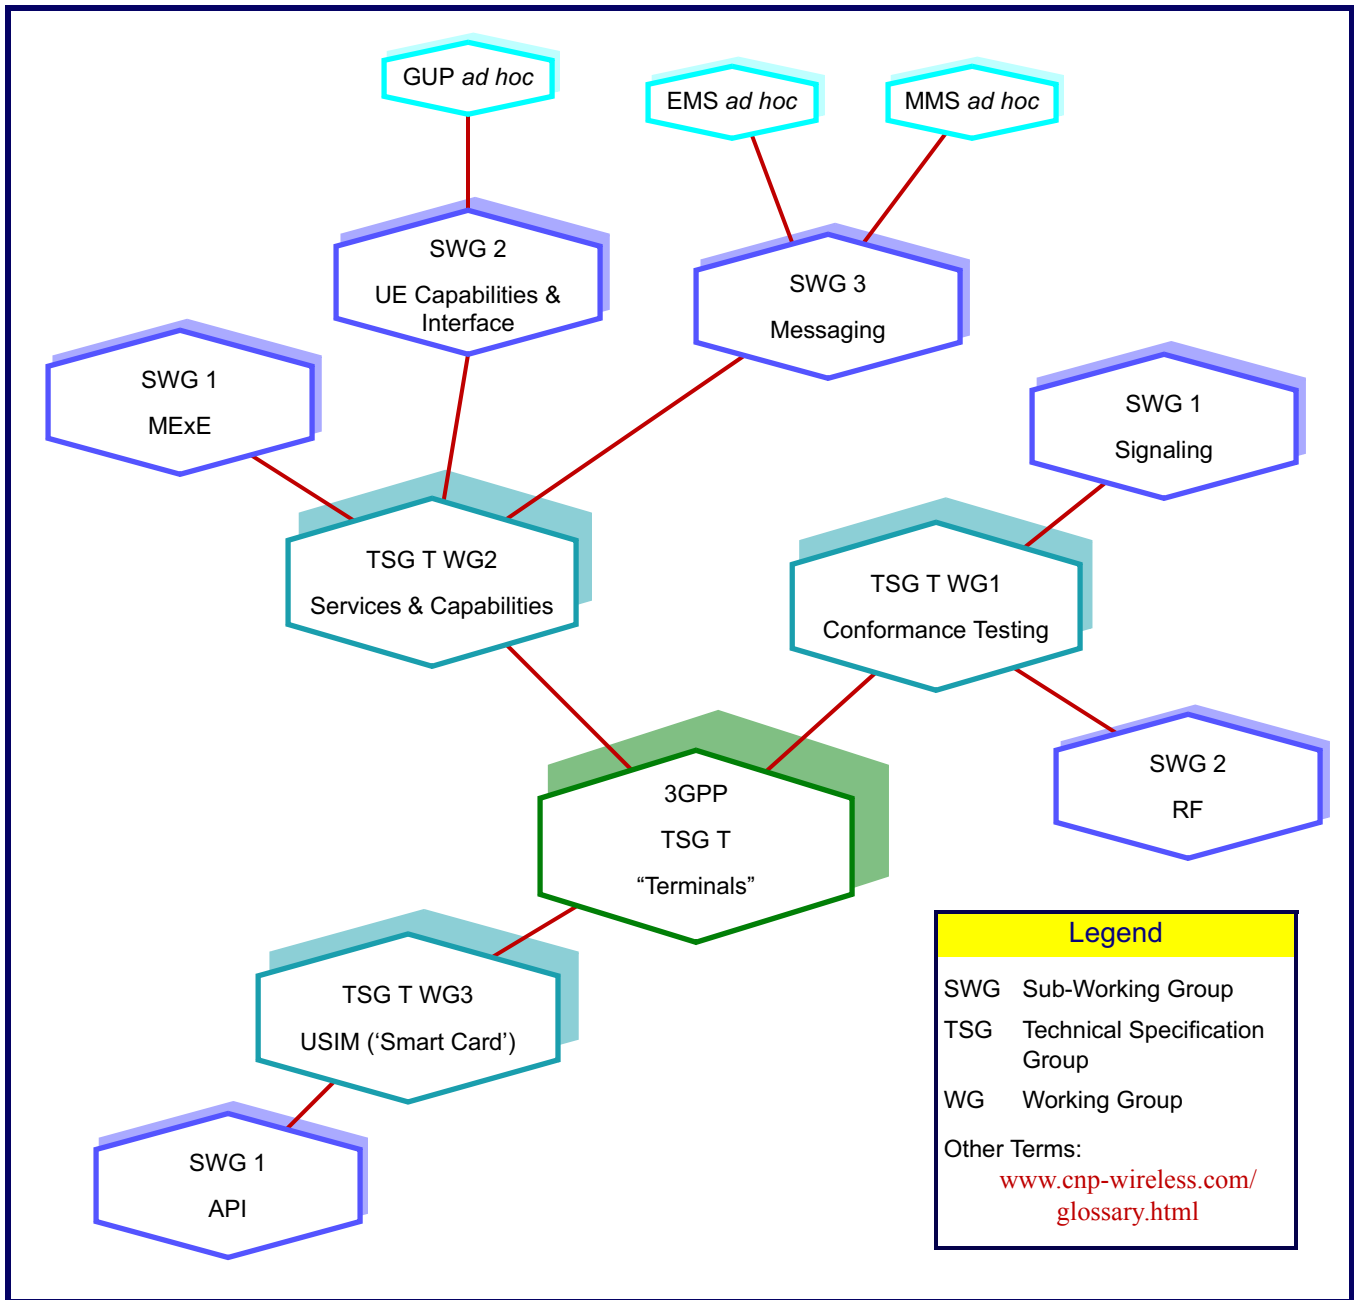 GUP ad hoc
EMS ad hoc
MMS ad hoc
SWG 2
UE Capabilities &
Interface
SWG 3
Messaging
SWG 1
MExE
SWG 1
Signaling
TSG T WG2
Services & Capabilities
TSG T WG1
Conformance Testing
SWG 2
RF
3GPP
TSG T
“Terminals”
TSG T WG3
USIM (‘Smart Card’)
SWG 1
API
Legend
SWG Sub-Working Group
TSG Technical Specification
Group
WG Working Group
Other Terms:
www.cnp-wireless.com/
glossary.html